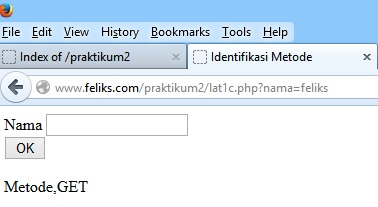 File Edit View History Bookmarks Tools Help
Index of /praktikum2 × Identifikasi Metode ×
www.feliks.com/praktikum2/lat1c.php?nama=feliks
Nama
OK
Metode,GET